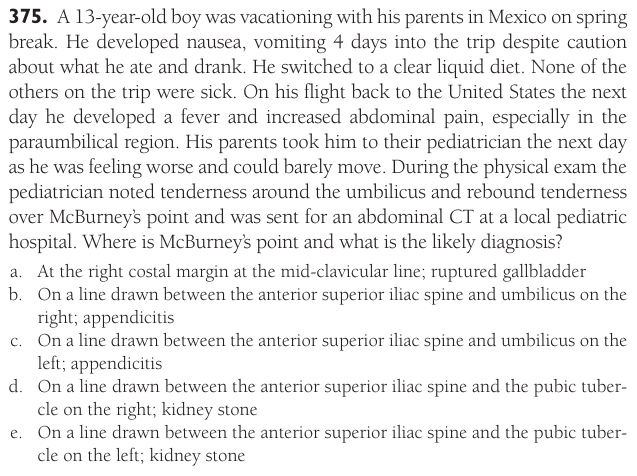 375. A 13-year-old boy was vacationing with his parents in Mexico on spring
break. He developed nausea, vomiting 4 days into the trip despite caution
about what he ate and drank. He switched to a clear liquid diet. None of the
others on the trip were sick. On his flight back to the United States the next
day he developed a fever and increased abdominal pain, especially in the
paraumbilical region. His parents took him to their pediatrician the next day
as he was feeling worse and could barely move. During the physical exam the
pediatrician noted tenderness around the umbilicus and rebound tenderness
over McBurney's point and was sent for an abdominal CT at a local pediatric
hospital. Where is McBurney's point and what is the likely diagnosis?
a. At the right costal margin at the mid-clavicular line; ruptured gallbladder
b. On a line drawn between the anterior superior iliac spine and umbilicus on the
right; appendicitis
c. On a line drawn between the anterior superior iliac spine and umbilicus on the
left; appendicitis
d. On a line drawn between the anterior superior iliac spine and the pubic tuber-
cle on the right; kidney stone
e. On a line drawn between the anterior superior iliac spine and the pubic tuber-
cle on the left; kidney stone